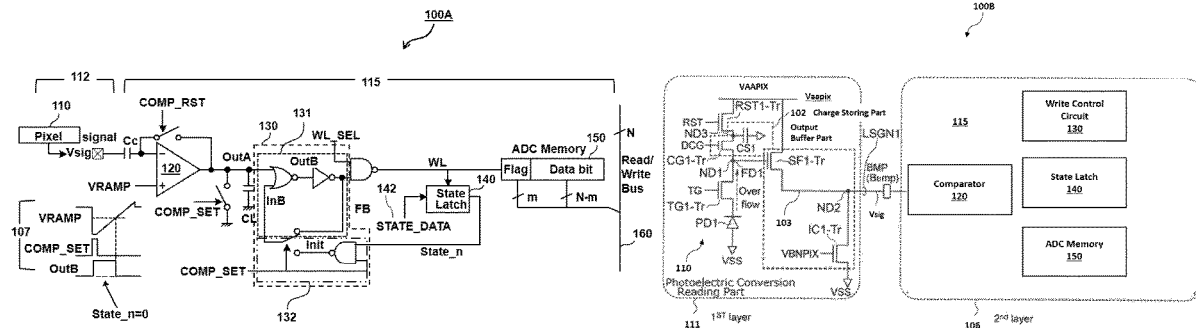 100A
100B
112
115
110
COMP_RST
131
130
WL_SEL
Pixel
signal
Cc
Vsig
120
VRAMP
OutA
OutB
InB
CL
COMP_SET
WL
ADC Memory
150
Flag
Data bit
m
N-m
N
Read/
Write
Bus
160
142
140
State
Latch
FB
STATE_DATA
State_n
Init
COMP_SET
132
107
VRAMP
COMP_SET
OutB
State_n=0
VAAPIX
Vaapix
RST1-Tr
RST
ND3
102
Charge Storing Part
CS1
Output
Buffer Part
DCG
CG1-Tr
ND1
FD1
SF1-Tr
LSGN1
BMP
(Bemp)
TG
TG1-Tr
Over
flow
PD1
103
ND2
Vsig
IC1-Tr
VBNPIX
VSS
VSS
110
Photoelectric Conversion
Reading Part
111
1ST layer
115
Write Control
Circuit
130
Comparator
120
State Latch
140
ADC Memory
150
106
2nd layer